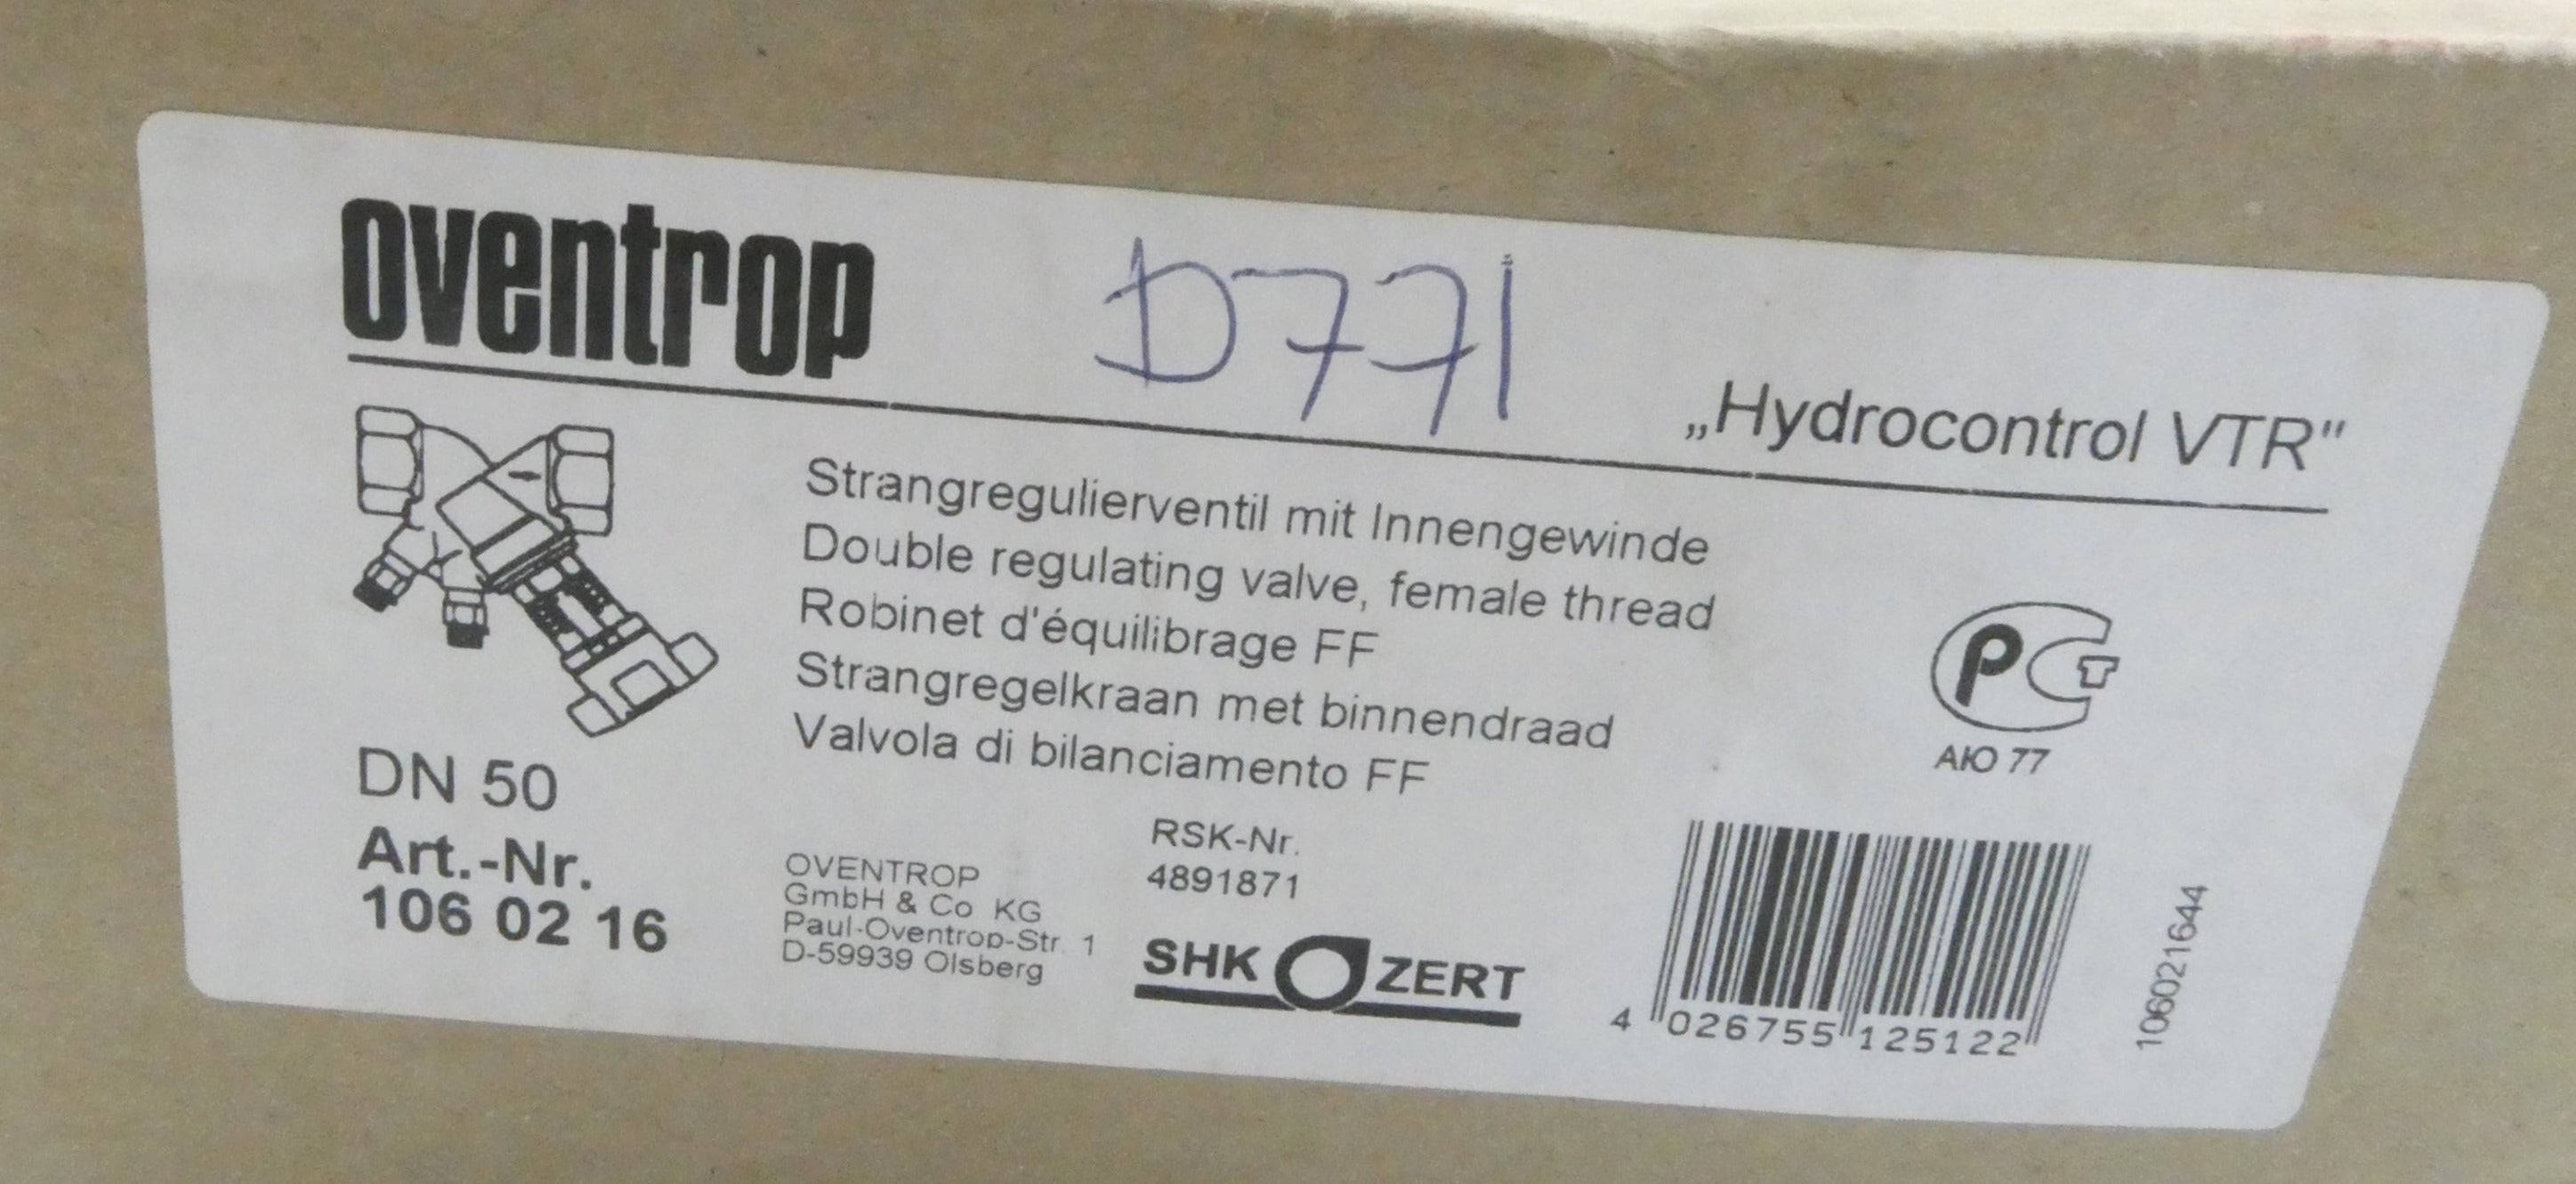 oventrop
D771
„Hydrocontrol VTR"
Strangregulierventil mit Innengewinde
Double regulating valve, female thread
Robinet d'équilibrage FF
Strangregelkraan met binnendraad
Valvola di bilanciamento FF
DN 50
Art.-Nr.
106 02 16
OVENTROP
GmbH & Co KG
Paul-Oventrop-Str. 1
D-59939 Olsberg
RSK-Nr.
4891871
SHK ZERT
РСТ
АЮ 77
4 026755 125122
1060021644